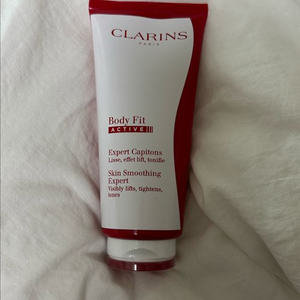 CLARINS
PARIS
Body Fit
ACTIVE
Expert Capitons
Lisse, effet lift, tonifie
Skin Smoothing
Expert
Visibly lifts, tightens,
tones